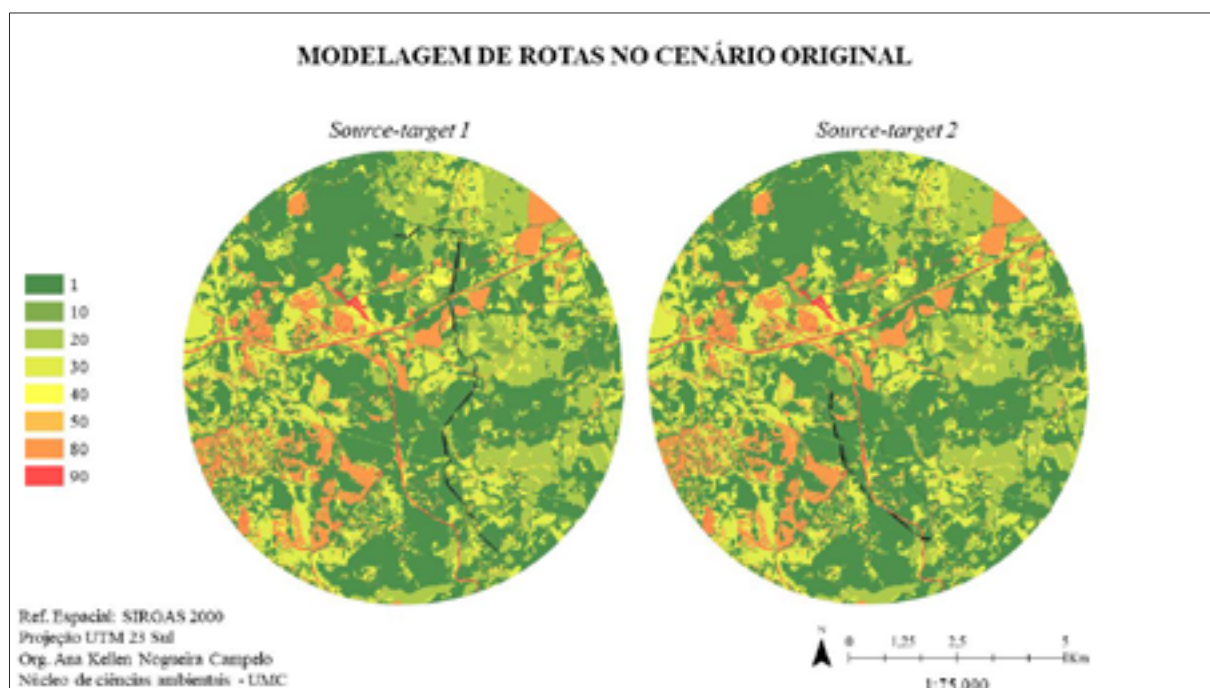 MODELAGEM DE ROTAS NO CENÁRIO ORIGINAL
Source-target 1
Source-target 2
1
10
20
30
40
50
80
90
Ref. Espacial: SIRGAS 2000
Projeção UTM 23 Sul
Org. Ana Kellen Nogueira Campelo
Núcleo de ciências ambientais - UMC
N
0 1,25 2,5 5
Km
1:75.000